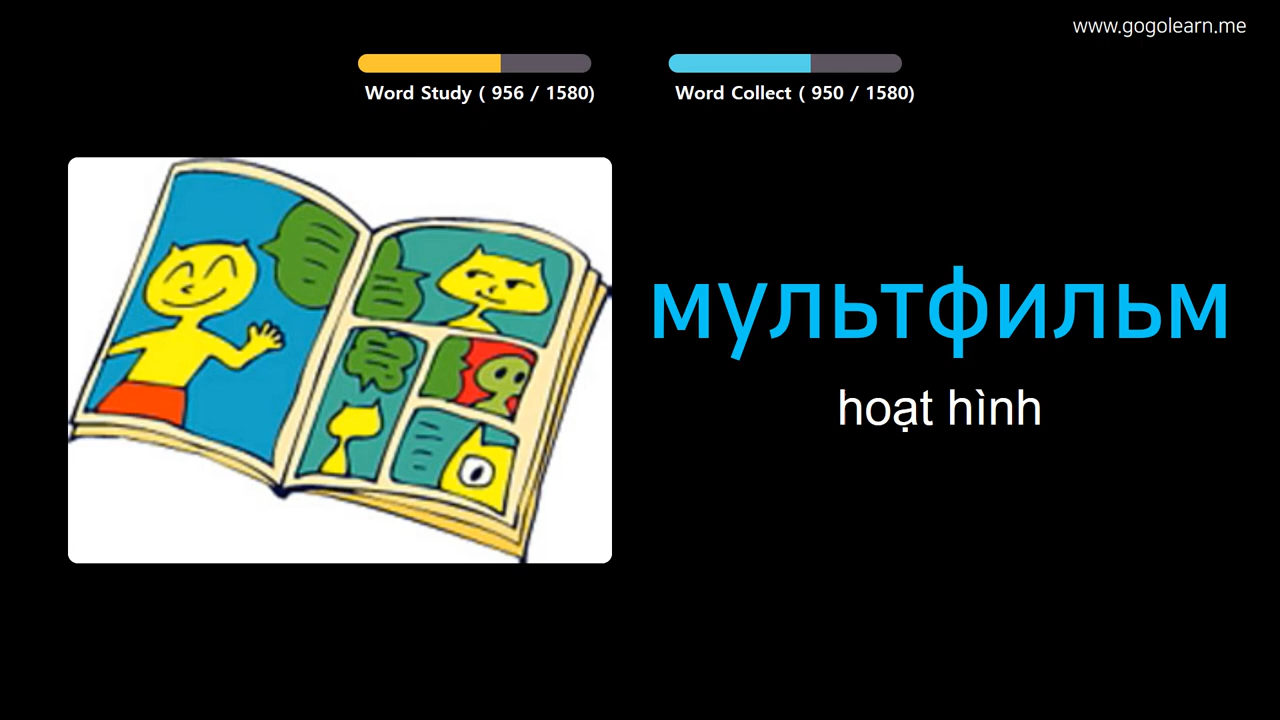 www.gogolearn.me
Word Study ( 956 / 1580)
Word Collect ( 950 / 1580)
мультфильм
hoạt hình